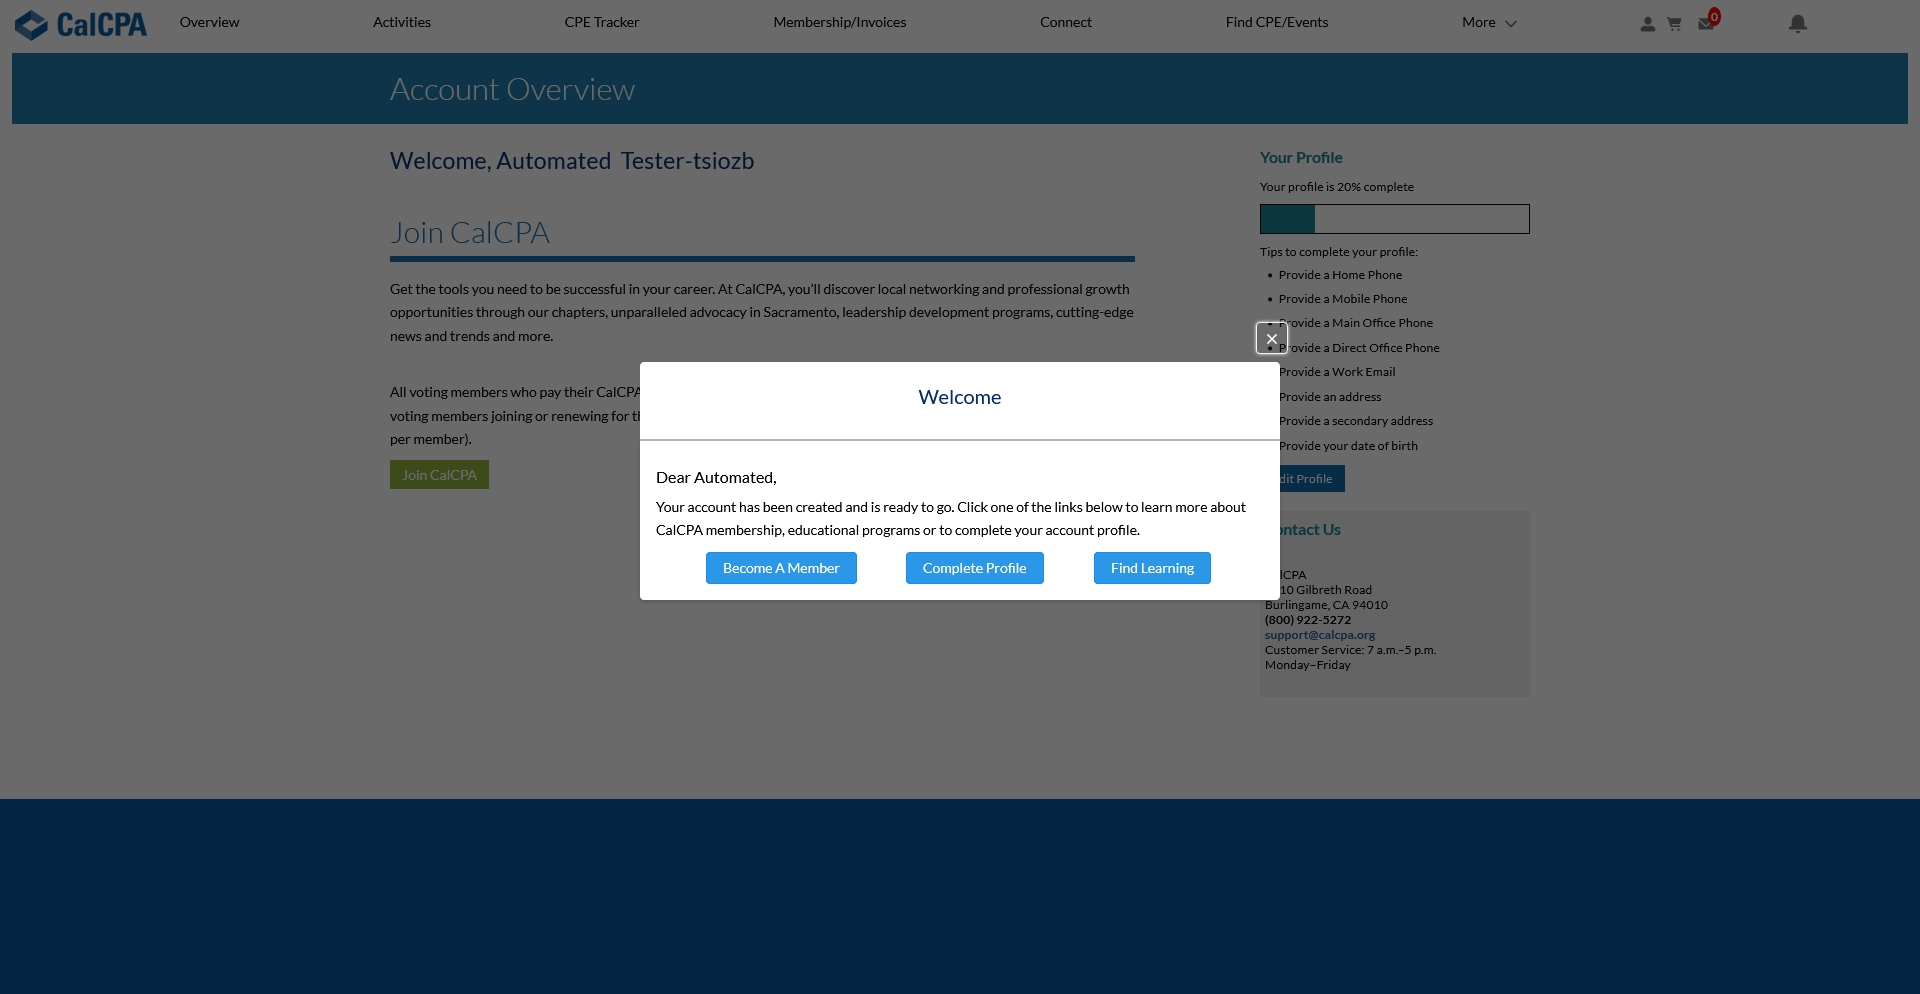 CalCPA
Overview
Activities
CPE Tracker
Membership/Invoices
Connect
Find CPE/Events
More
0
Account Overview
Welcome, Automated  Tester-tsiozb
Join CalCPA
Get the tools you need to be successful in your career. At CalCPA, you'll discover local networking and professional growth
opportunities through our chapters, unparalleled advocacy in Sacramento, leadership development programs, cutting-edge
news and trends and more.
All voting members who pay their CalCPA
voting members joining or renewing for
per member).
Join CalCPA
Your Profile
Your profile is 20% complete
Tips to complete your profile:
Provide a Home Phone
Provide a Mobile Phone
Provide a Main Office Phone
Provide a Direct Office Phone
Provide a Work Email
Provide an address
Provide a secondary address
Provide your date of birth
dit Profile
ontact Us
lCPA
10 Gilbreth Road
Burlingame, CA 94010
(800) 922-5272
support@calcpa.org
Customer Service: 7 a.m.–5 p.m.
Monday–Friday
×
Welcome
Dear Automated,
Your account has been created and is ready to go. Click one of the links below to learn more about
CalCPA membership, educational programs or to complete your account profile.
Become A Member
Complete Profile
Find Learning